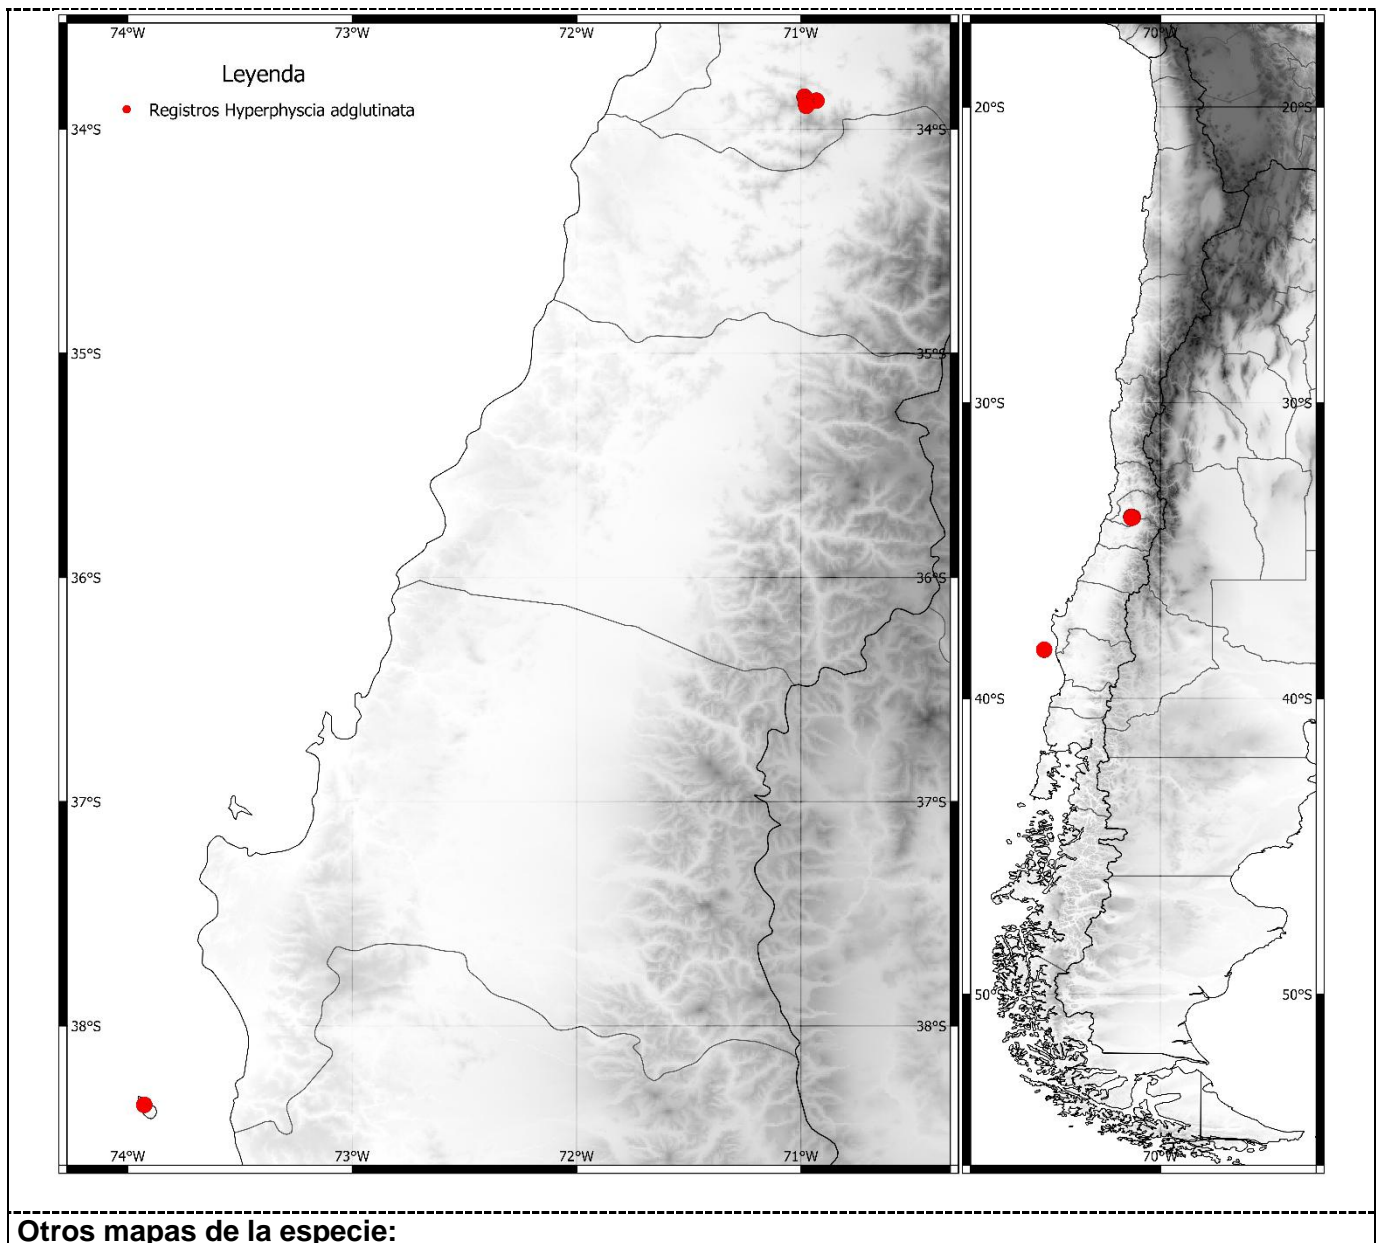 74°W 73°W 72°W 71°W 70°W
Leyenda
Registros Hyperphyscia adglutinata
20°S 20°S
34°S 34°S
35°S 35°S
30°S 30°S
36°S 36°S
40°S 40°S
37°S 37°S
50°S 50°S
38°S 38°S
74°W 73°W 72°W 71°W 70°W
Otros mapas de la especie: